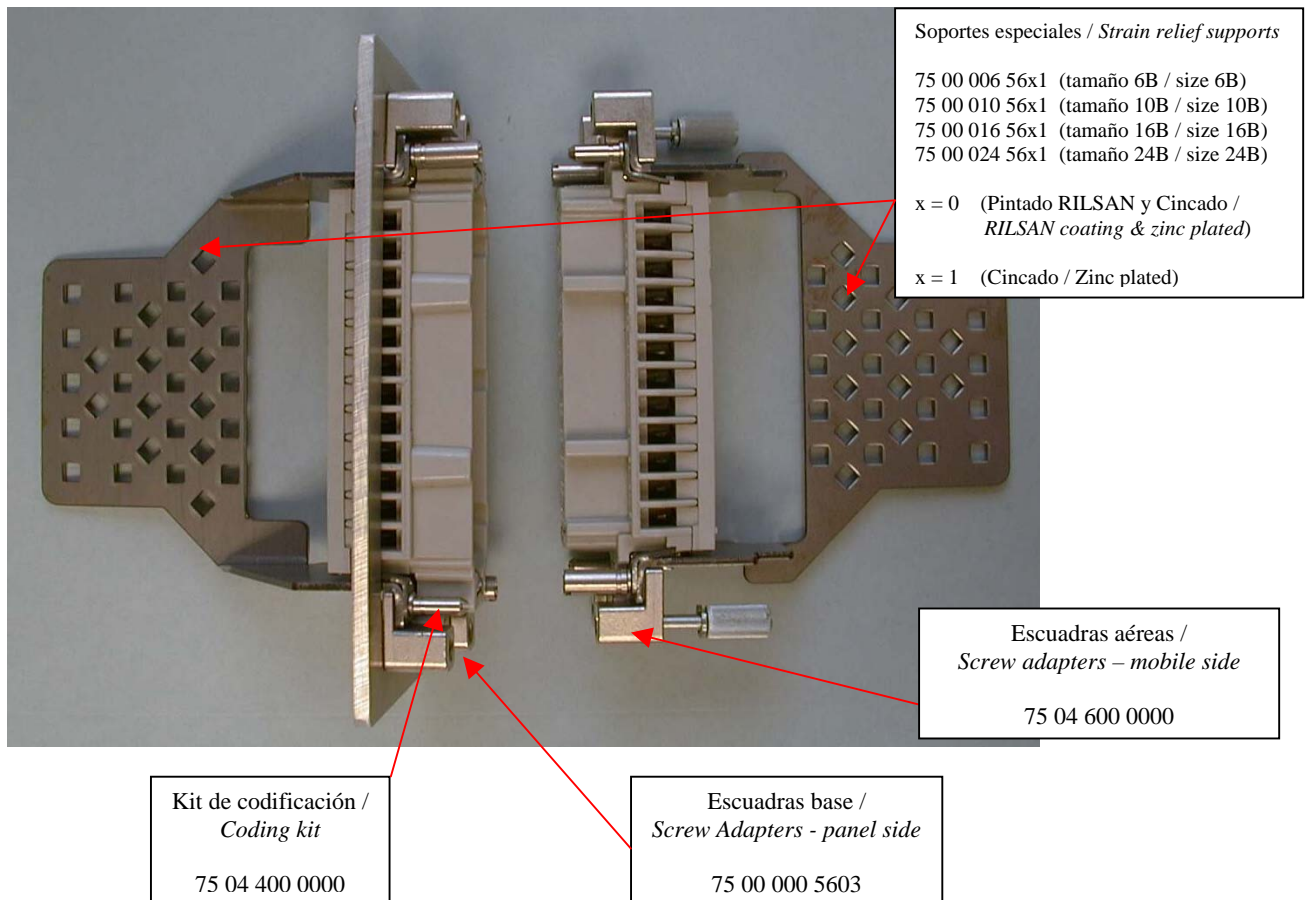 Soportes especiales / Strain relief supports
75 00 006 56x1 (tamaño 6B / size 6B)
75 00 010 56x1 (tamaño 10B / size 10B)
75 00 016 56x1 (tamaño 16B / size 16B)
75 00 024 56x1 (tamaño 24B / size 24B)
x = 0 (Pintado RILSAN y Cincado /
RILSAN coating & zinc plated)
x = 1 (Cincado / Zinc plated)
Escuadras aéreas /
Screw adapters – mobile side
75 04 600 0000
Kit de codificación /
Coding kit
75 04 400 0000
Escuadras base /
Screw Adapters - panel side
75 00 000 5603